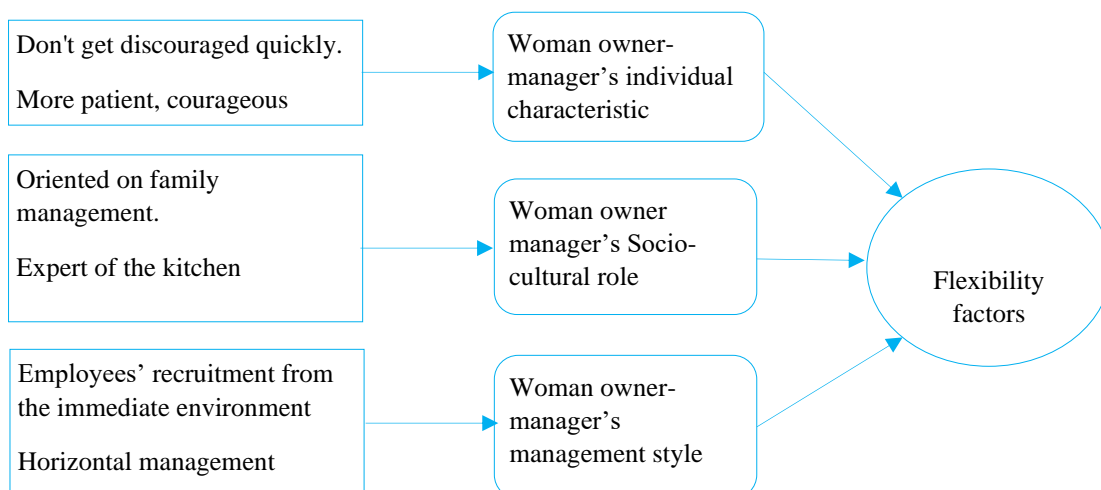 Don't get discouraged quickly.
More patient, courageous
Woman owner-
manager’s individual
characteristic
Oriented on family
management.
Expert of the kitchen
Woman owner
manager’s Socio-
cultural role
Employees’ recruitment from
the immediate environment
Horizontal management
Woman owner-
manager’s
management style
Flexibility
factors